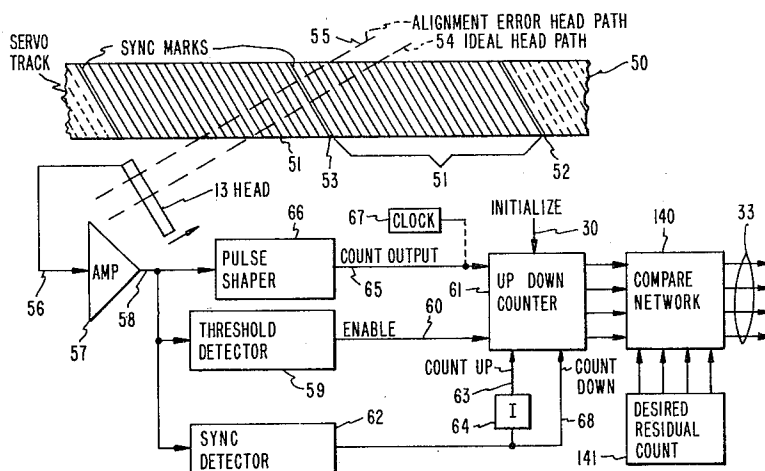 55
ALIGNMENT ERROR HEAD PATH
54 IDEAL HEAD PATH
SERVO
TRACK
SYNC MARKS
50
51
53
51
52
13 HEAD
66
67
CLOCK
INITIALIZE
30
140
33
AMP
PULSE
SHAPER
COUNT OUTPUT
65
61
UP DOWN
COUNTER
COMPARE
NETWORK
56
57
58
THRESHOLD
DETECTOR
59
ENABLE
60
COUNT UP
63
COUNT
DOWN
62
64
I
68
SYNC
DETECTOR
DESIRED
RESIDUAL
COUNT
141